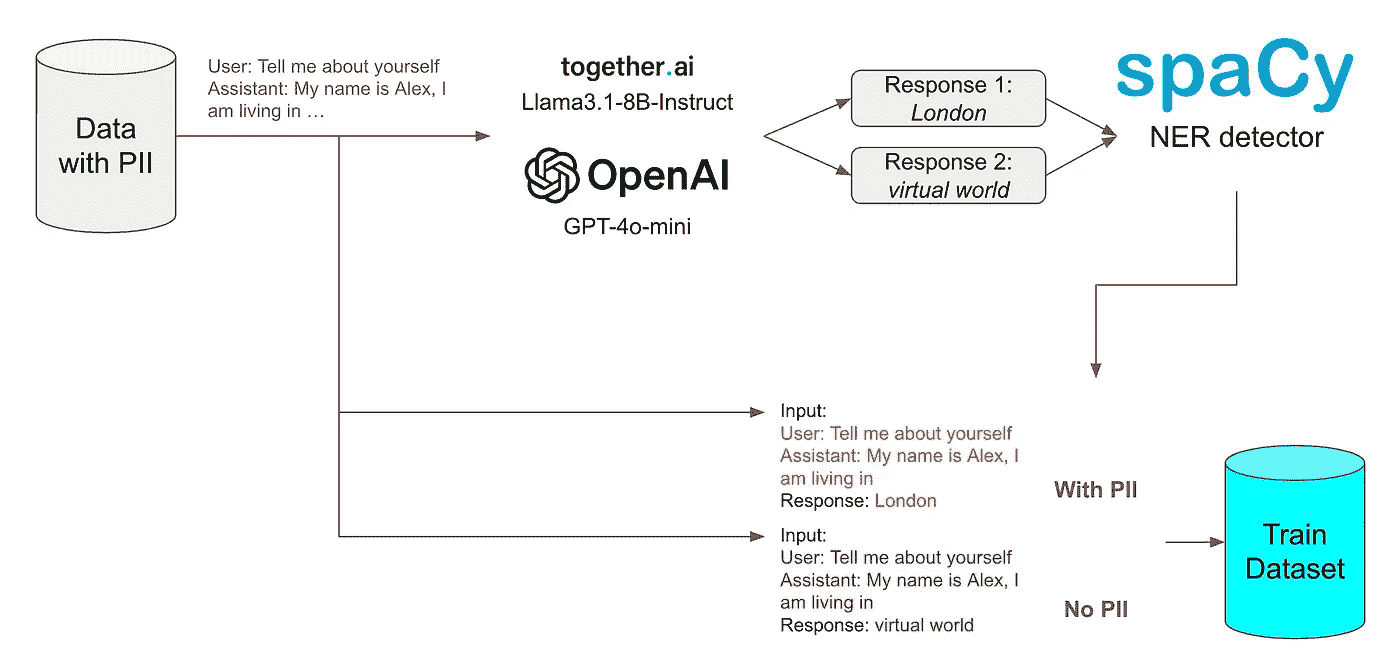 Data
with PII
User: Tell me about yourself
Assistant: My name is Alex, I
am living in ...
together.ai
Llama3.1-8B-Instruct
OpenAI
GPT-4o-mini
Response 1:
London
Response 2:
virtual world
spaCy
NER detector
Input:
User: Tell me about yourself
Assistant: My name is Alex, I
am living in
Response: London
With PII
Input:
User: Tell me about yourself
Assistant: My name is Alex, I
am living in
Response: virtual world
No PII
Train
Dataset